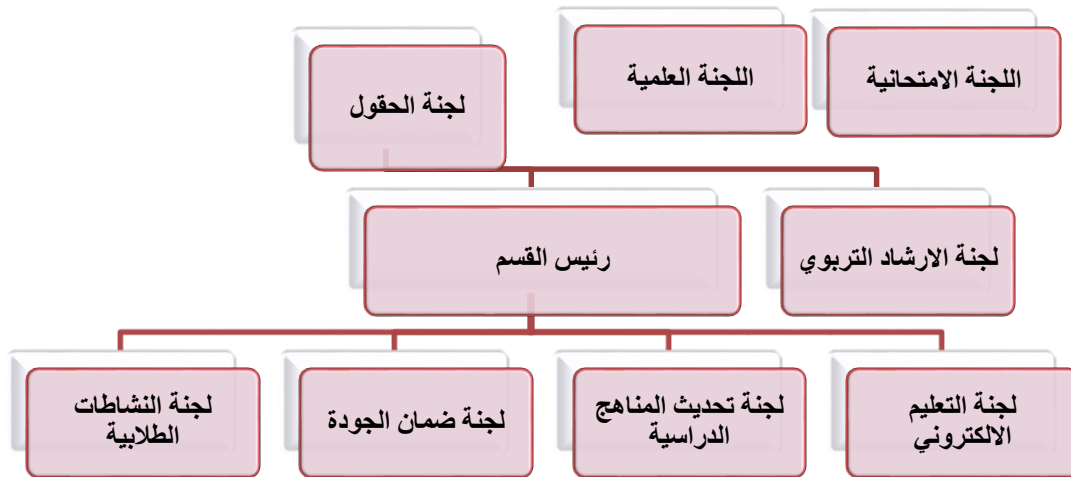 اللجنة الامتحانية
اللجنة العلمية
لجنة الحقول
لجنة الارشاد التربوي
رئيس القسم
لجنة التعليم
الالكتروني
لجنة تحديث المناهج
الدراسية
لجنة ضمان الجودة
لجنة النشاطات
الطلابية